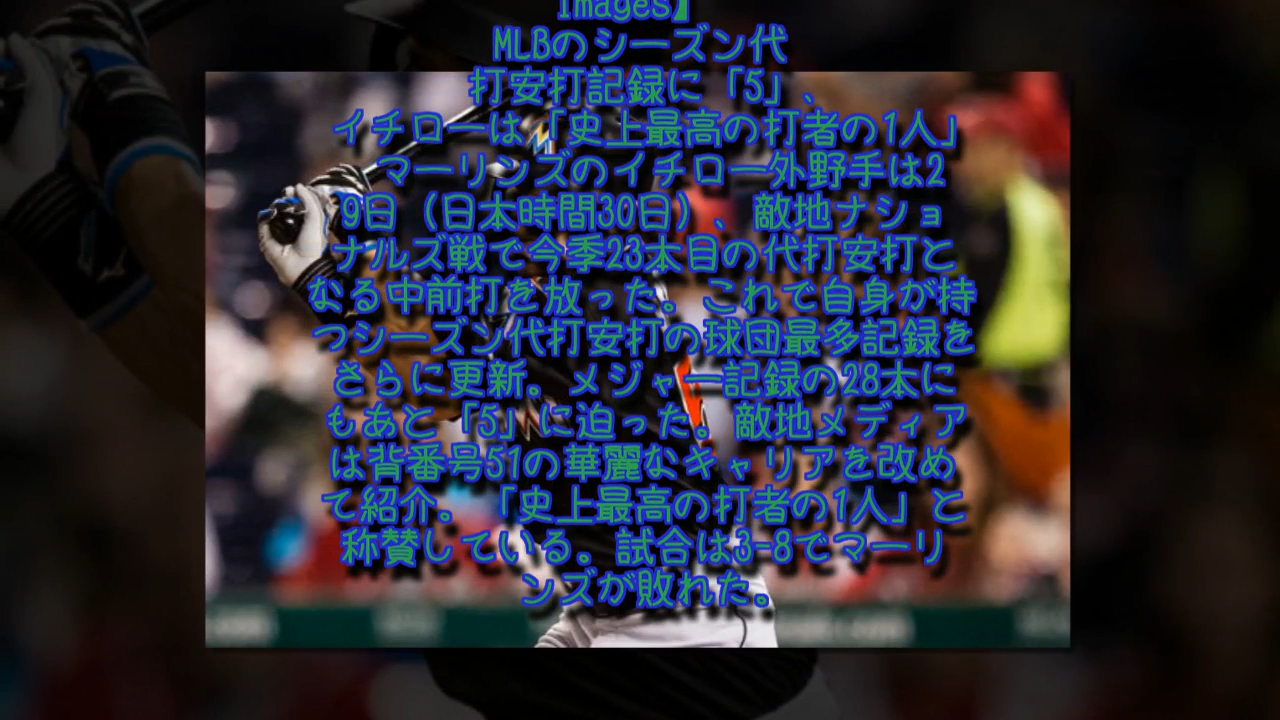 Images】
MLBのシーズン代
打安打記録に「5」、
イチローは「史上最高の打者の1人」
マーリンズのイチロー外野手は2
9日（日本時間30日）、敵地ナショ
ナルズ戦で今季23本目の代打安打と
なる中前打を放った。これで自身が持
つシーズン代打安打の球団最多記録を
さらに更新。メジャー記録の28本に
もあと「5」に迫った。敵地メディア
は背番号51の華麗なキャリアを改め
て紹介。「史上最高の打者の1人」と
称賛している。試合は3-8でマーリ
ンズが敗れた。